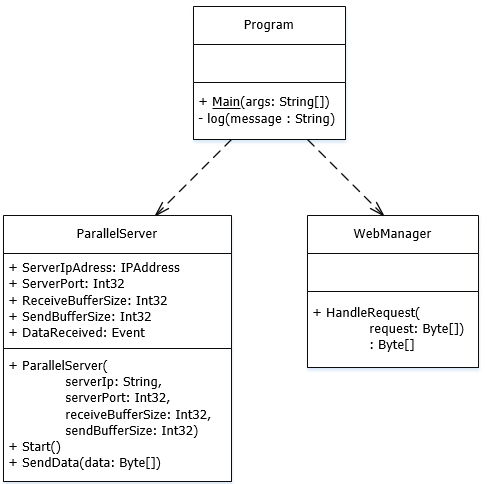 Program
+ Main(args: String[])
- log(message : String)
ParallelServer
+ ServerIpAdress: IPAddress
+ ServerPort: Int32
+ ReceiveBufferSize: Int32
+ SendBufferSize: Int32
+ DataReceived: Event
+ ParallelServer(
serverIp: String,
serverPort: Int32,
receiveBufferSize: Int32,
sendBufferSize: Int32)
+ Start()
+ SendData(data: Byte[])
WebManager
+ HandleRequest(
request: Byte[])
: Byte[]